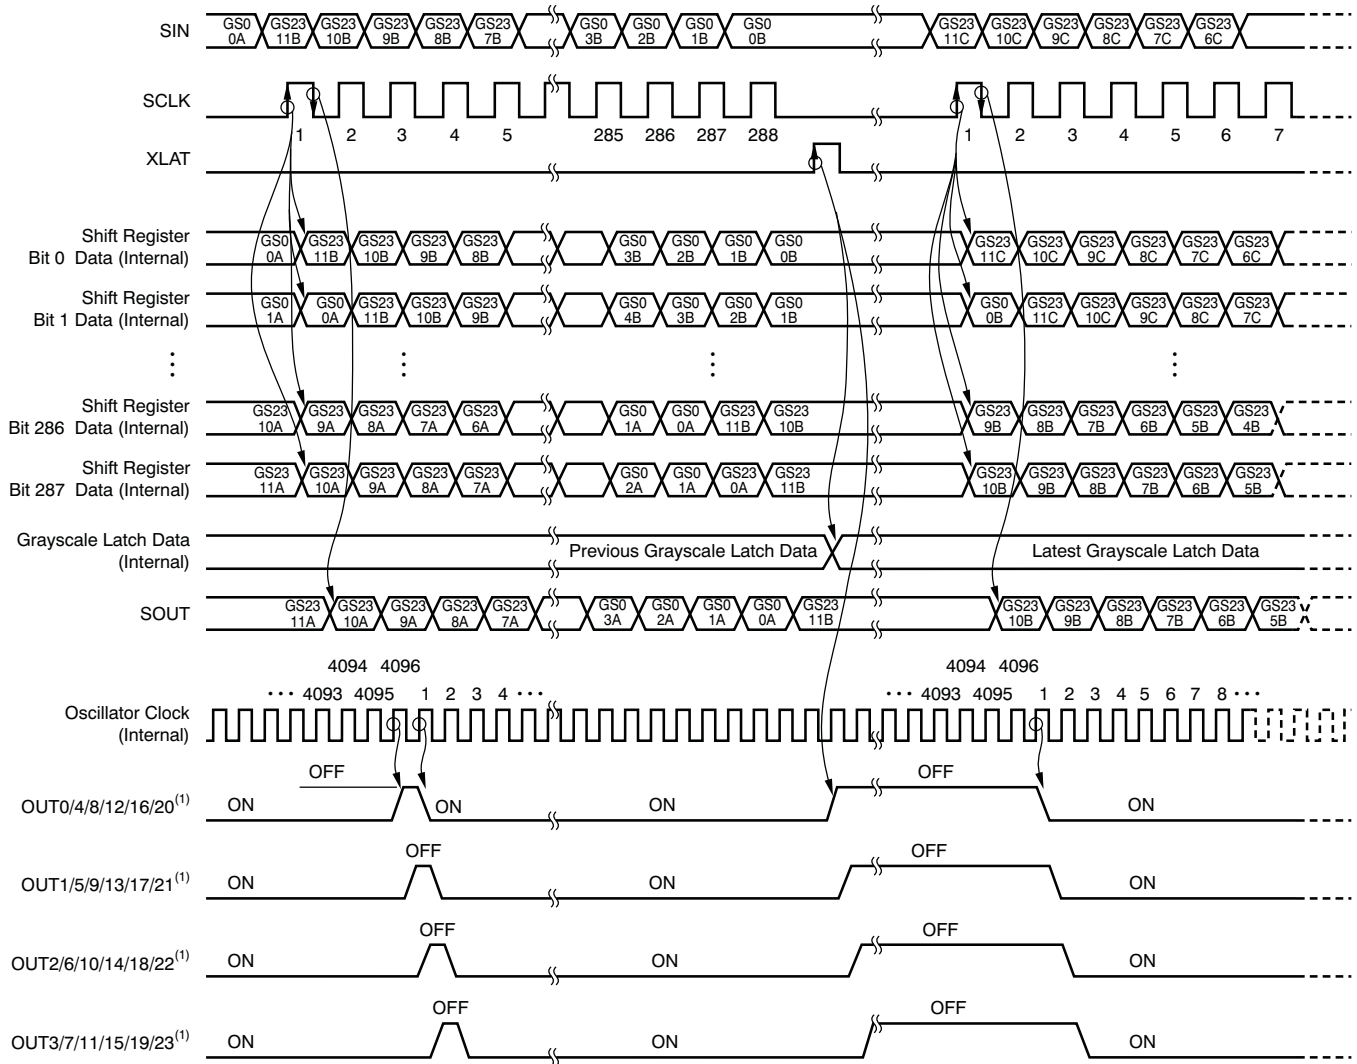 SIN
GS0 GS23 GS23 GS23 GS23 GS23 GS0 GS0 GS0 GS0 GS23 GS23 GS23 GS23 GS23 GS23
0A 11B 10B 9B 8B 7B 3B 2B 1B 0B 11C 10C 9C 8C 7C 6C
SCLK
1 2 3 4 5 285 286 287 288 1 2 3 4 5 6 7
XLAT
Shift Register
Bit 0 Data (Internal)
GS0 GS23 GS23 GS23 GS23 GS0 GS0 GS0 GS0 GS23 GS23 GS23 GS23 GS23 GS23
0A 11B 10B 9B 8B 3B 2B 1B 0B 11C 10C 9C 8C 7C 6C
Shift Register
Bit 1 Data (Internal)
GS0 GS0 GS23 GS23 GS23 GS0 GS0 GS0 GS0 GS0 GS23 GS23 GS23 GS23 GS23
1A 0A 11B 10B 9B 4B 3B 2B 1B 0B 11C 10C 9C 8C 7C
Shift Register
Bit 286 Data (Internal)
GS23 GS23 GS23 GS23 GS23 GS0 GS0 GS23 GS23 GS23 GS23 GS23 GS23 GS23 GS23
10A 9A 8A 7A 6A 1A 0A 11B 10B 9B 8B 7B 6B 5B 4B
Shift Register
Bit 287 Data (Internal)
GS23 GS23 GS23 GS23 GS23 GS0 GS0 GS23 GS23 GS23 GS23 GS23 GS23 GS23 GS23
11A 10A 9A 8A 7A 2A 1A 0A 11B 10B 9B 8B 7B 6B 5B
Grayscale Latch Data
(Internal)
Previous Grayscale Latch Data Latest Grayscale Latch Data
SOUT
GS23 GS23 GS23 GS23 GS23 GS0 GS0 GS0 GS0 GS23 GS23 GS23 GS23 GS23 GS23 GS23
11A 10A 9A 8A 7A 3A 2A 1A 0A 11B 10B 9B 8B 7B 6B 5B
4094 4096 4094 4096
··· 4093 4095 1 2 3 4 ··· ··· 4093 4095 1 2 3 4 5 6 7 8 ···
Oscillator Clock
(Internal)
OFF OFF
OUT0/4/8/12/16/20(1) ON ON ON ON
OFF OFF
OUT1/5/9/13/17/21(1) ON ON ON
OFF OFF
OUT2/6/10/14/18/22(1) ON ON ON
OFF OFF
OUT3/7/11/15/19/23(1) ON ON ON